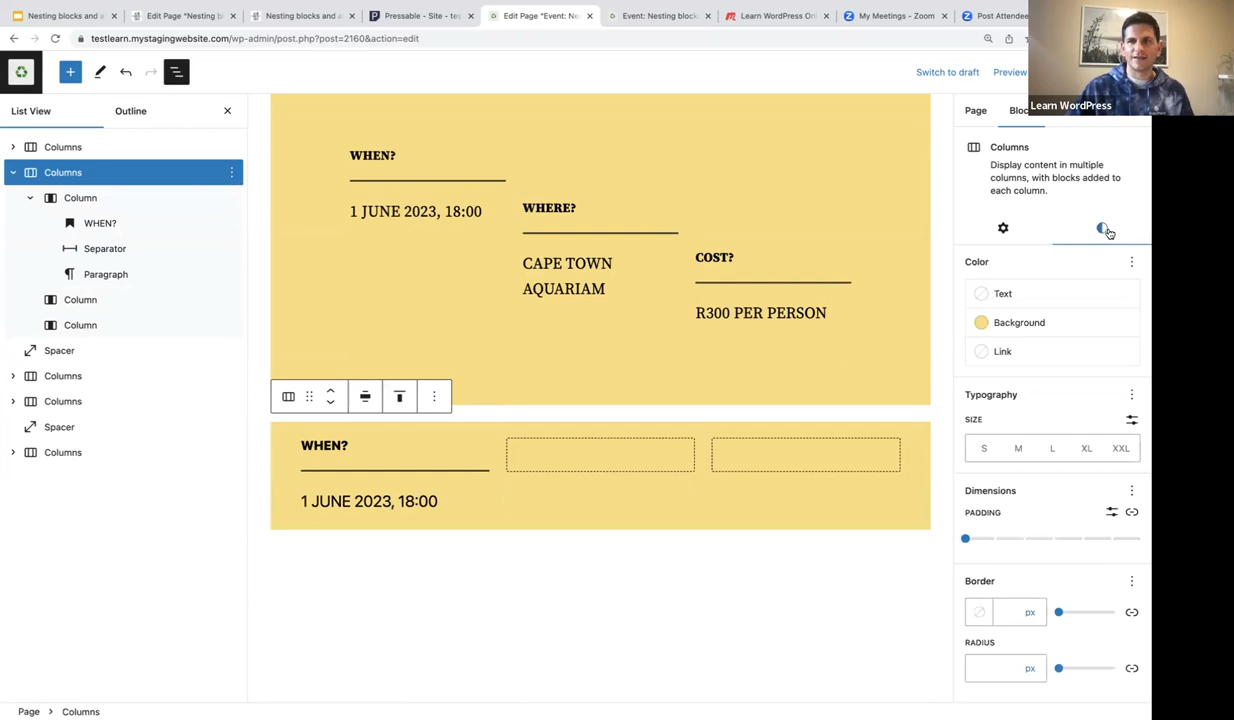 Nesting blocks and a
Edit Page "Nesting bl
Nesting blocks and a
Pressable - Site - te
Edit Page "Event: Ne
Event: Nesting block
Learn WordPress Onl
My Meetings - Zoom
Post Attendee
testlearn.mystagingwebsite.com/wp-admin/post.php?post=2160&action=edit
Switch to draft
Preview
Learn WordPress
List View
Outline
Page
Bloc
Columns
Columns
Column
WHEN?
Separator
Paragraph
Column
Column
Spacer
Columns
Columns
Spacer
Columns
WHEN?
1 JUNE 2023, 18:00
WHERE?
CAPE TOWN
AQUARIAM
COST?
R300 PER PERSON
WHEN?
1 JUNE 2023, 18:00
Columns
Display content in multiple
columns, with blocks added to
each column.
Color
Text
Background
Link
Typography
SIZE
S M L XL XXL
Dimensions
PADDING
Border
px
RADIUS
px
Page > Columns